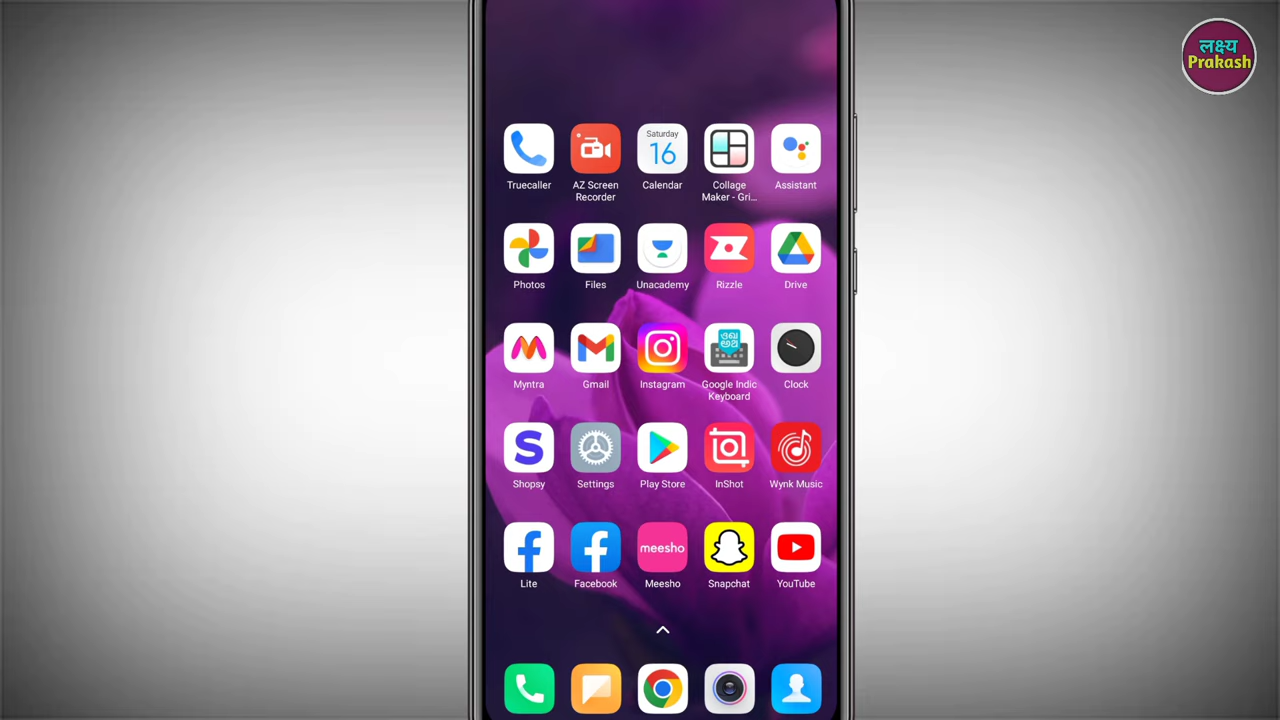 लक्ष्य
Prakash
Saturday
16
Truecaller
AZ Screen
Recorder
Calendar
Collage
Maker - Gri...
Assistant
Photos
Files
Unacademy
Rizzle
Drive
Myntra
Gmail
Instagram
Google Indic
Keyboard
Clock
S
Shopsy
Settings
Play Store
InShot
Wynk Music
meesho
Lite
Facebook
Meesho
Snapchat
YouTube